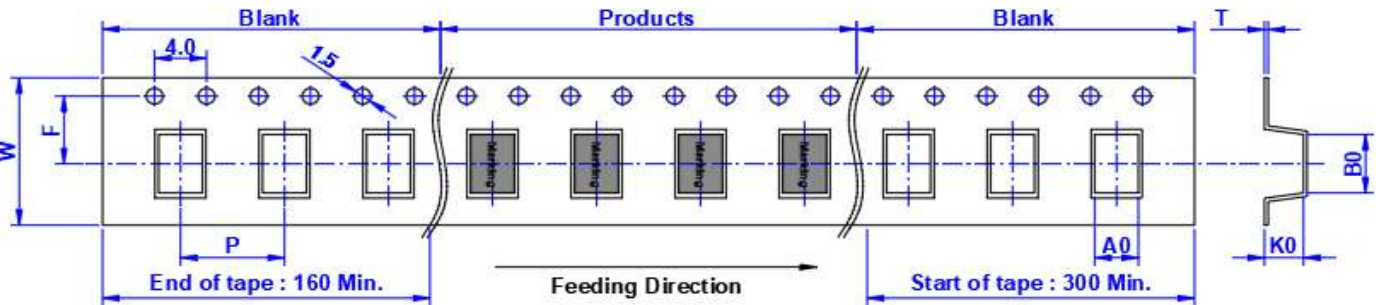 Blank Products Blank T
4.0 1.5
F
W
Marking Marking Marking Marking
B0
P A0 K0
End of tape : 160 Min. Feeding Direction Start of tape : 300 Min.